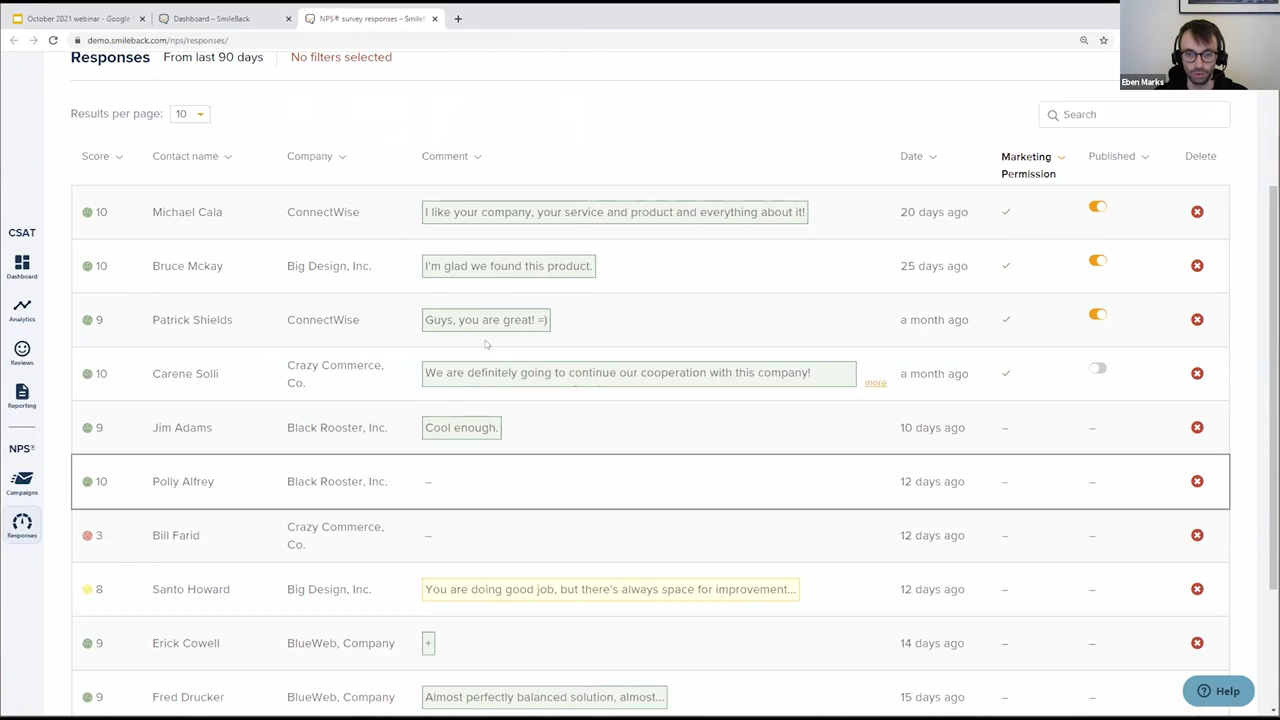 October 2021 webinar - Google
Dashboard – SmileBack
NPS® survey responses – Smile
demo.smileback.com/nps/responses/
Eben Marks
Responses From last 90 days No filters selected
Results per page: 10
Search
Score Contact name Company Comment Date Marketing Permission Published Delete
10 Michael Cala ConnectWise I like your company, your service and product and everything about it! 20 days ago
10 Bruce Mckay Big Design, Inc. I'm glad we found this product. 25 days ago
9 Patrick Shields ConnectWise Guys, you are great! =) a month ago
10 Carene Solli Crazy Commerce, Co. We are definitely going to continue our cooperation with this company! more a month ago
9 Jim Adams Black Rooster, Inc. Cool enough. 10 days ago – –
10 Polly Alfrey Black Rooster, Inc. – 12 days ago – –
3 Bill Farid Crazy Commerce, Co. – 12 days ago – –
8 Santo Howard Big Design, Inc. You are doing good job, but there's always space for improvement... 12 days ago – –
9 Erick Cowell BlueWeb, Company + 14 days ago – –
9 Fred Drucker BlueWeb, Company Almost perfectly balanced solution, almost... 15 days ago – –
CSAT
Dashboard
Analytics
Reviews
Reporting
NPS®
Campaigns
Responses
Help